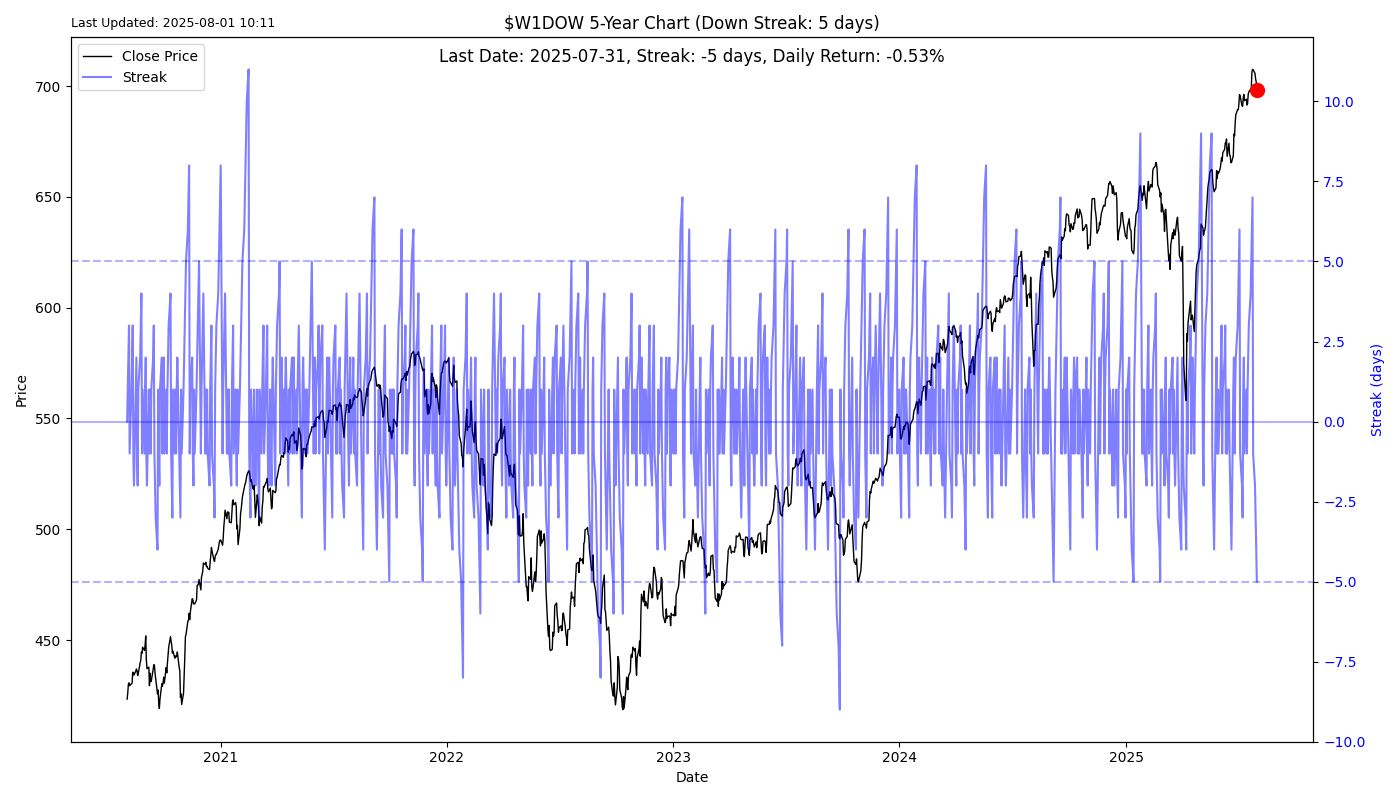 Last Updated: 2025-08-01 10:11
$W1DOW 5-Year Chart (Down Streak: 5 days)
Last Date: 2025-07-31, Streak: -5 days, Daily Return: -0.53%
Close Price
Streak
700
650
600
550
500
450
Price
10.0
7.5
5.0
2.5
0.0
−2.5
−5.0
−7.5
−10.0
Streak (days)
2021
2022
2023
2024
2025
Date